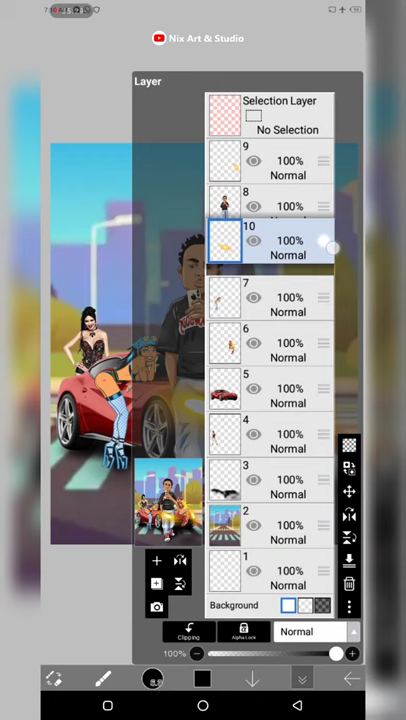 Nix Art & Studio
Layer
Selection Layer
No Selection
9
100%
Normal
8
100%
Normal
10
100%
Normal
7
100%
Normal
6
100%
Normal
5
100%
Normal
4
100%
Normal
3
100%
Normal
2
100%
Normal
1
100%
Normal
Background
Clipping
Alpha Lock
Normal
100%